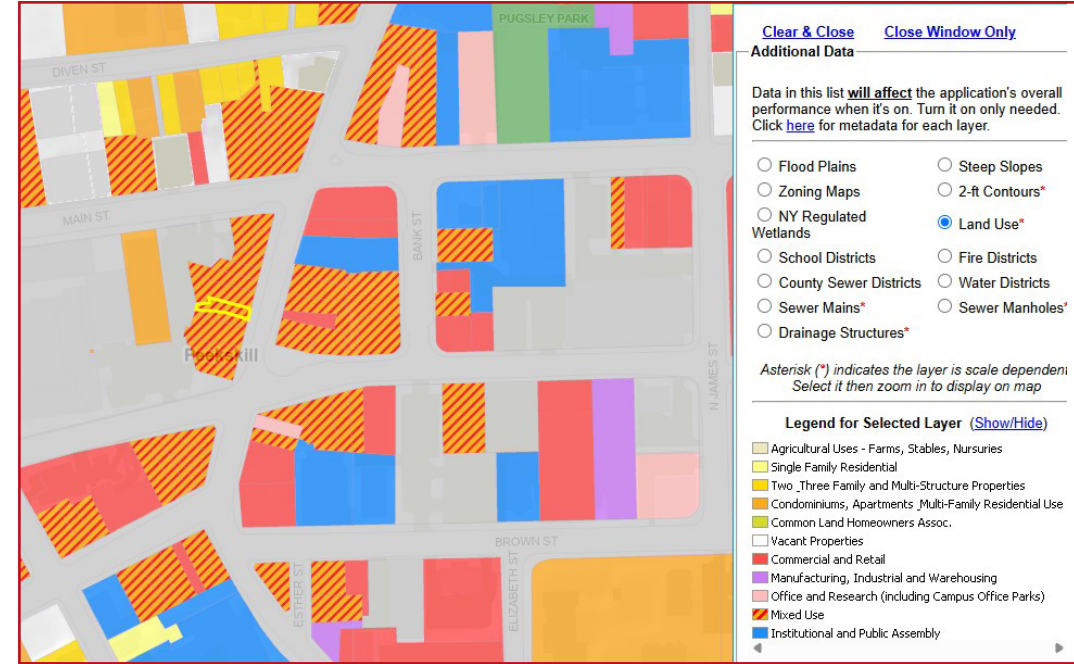 PUGSLEY PARK
DIVEN ST
MAIN ST
BANK ST
Peekskill
N JAMES ST
BROWN ST
ESTHER ST
ELIZABETH ST
Clear & Close Close Window Only
Additional Data
Data in this list will affect the application's overall
performance when it's on. Turn it on only needed.
Click here for metadata for each layer.
Flood Plains Steep Slopes
Zoning Maps 2-ft Contours*
NY Regulated
Wetlands Land Use*
School Districts Fire Districts
County Sewer Districts Water Districts
Sewer Mains* Sewer Manholes*
Drainage Structures*
Asterisk (*) indicates the layer is scale dependent
Select it then zoom in to display on map
Legend for Selected Layer (Show/Hide)
Agricultural Uses - Farms, Stables, Nursuries
Single Family Residential
Two ,Three Family and Multi-Structure Properties
Condominiums, Apartments ,Multi-Family Residential Use
Common Land Homeowners Assoc.
Vacant Properties
Commercial and Retail
Manufacturing, Industrial and Warehousing
Office and Research (including Campus Office Parks)
Mixed Use
Institutional and Public Assembly